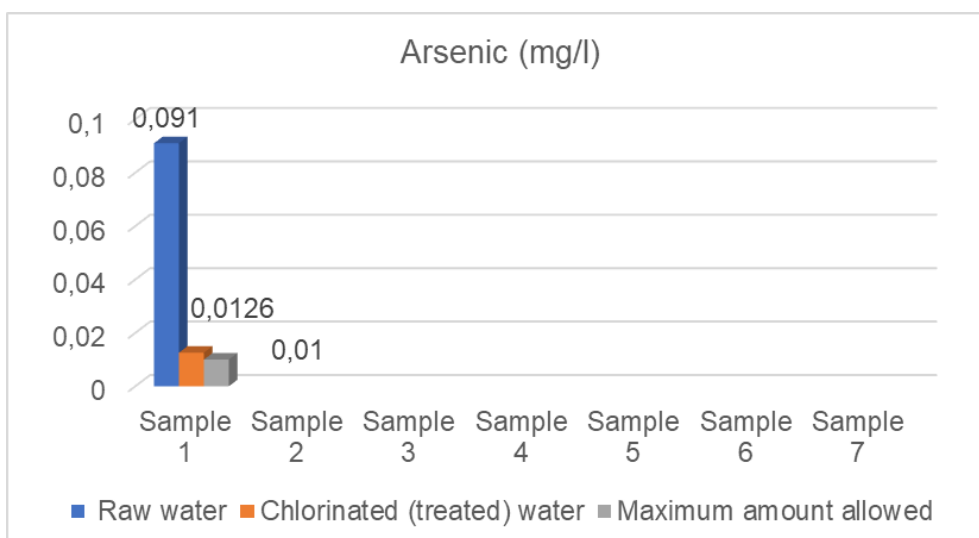 Arsenic (mg/l)
0,1
0,091
0,08
0,06
0,04
0,02
0,0126
0,01
0
Sample 1
Sample 2
Sample 3
Sample 4
Sample 5
Sample 6
Sample 7
Raw water
Chlorinated (treated) water
Maximum amount allowed